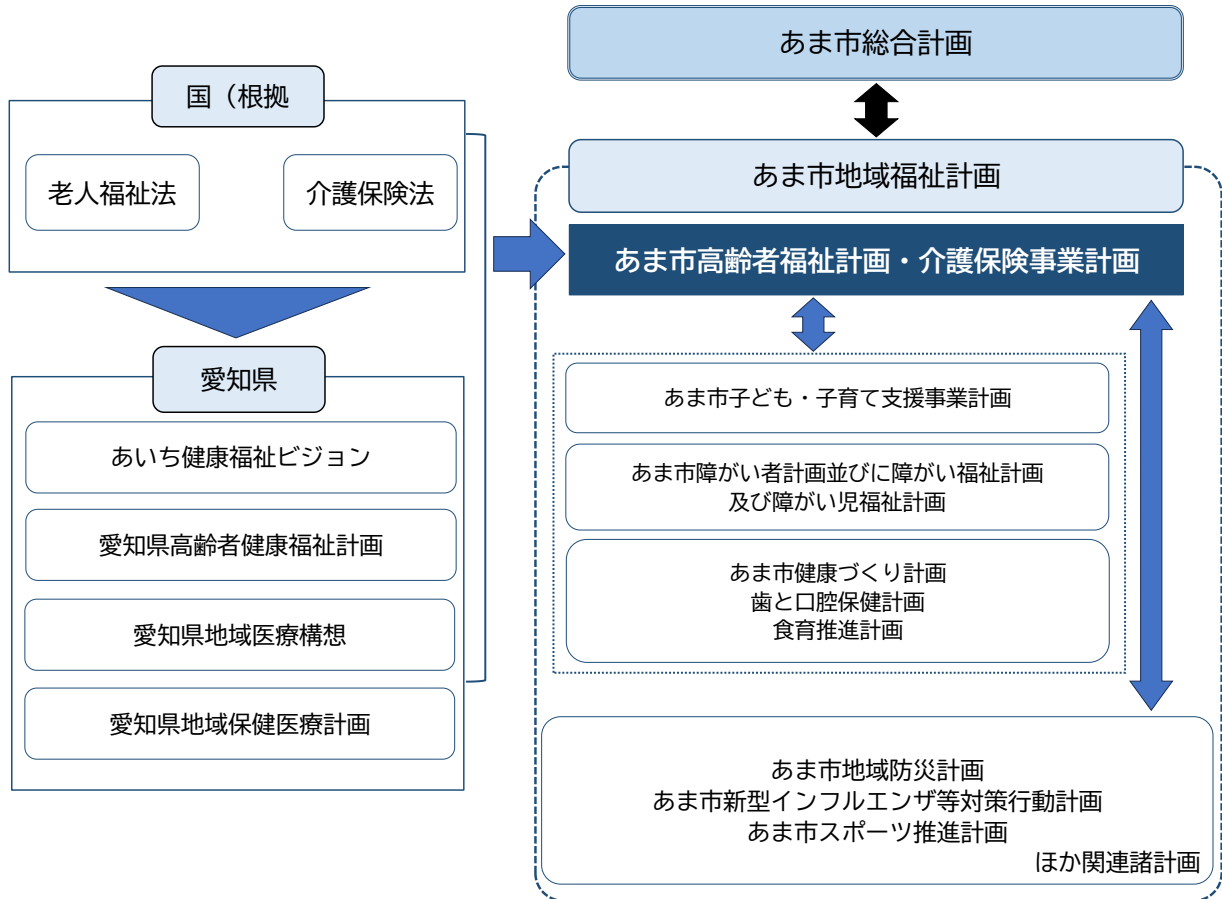 国（根拠
老人福祉法
介護保険法
愛知県
あいち健康福祉ビジョン
愛知県高齢者健康福祉計画
愛知県地域医療構想
愛知県地域保健医療計画
あま市総合計画
あま市地域福祉計画
あま市高齢者福祉計画・介護保険事業計画
あま市子ども・子育て支援事業計画
あま市障がい者計画並びに障がい福祉計画
及び障がい児福祉計画
あま市健康づくり計画
歯と口腔保健計画
食育推進計画
あま市地域防災計画
あま市新型インフルエンザ等対策行動計画
あま市スポーツ推進計画
ほか関連諸計画